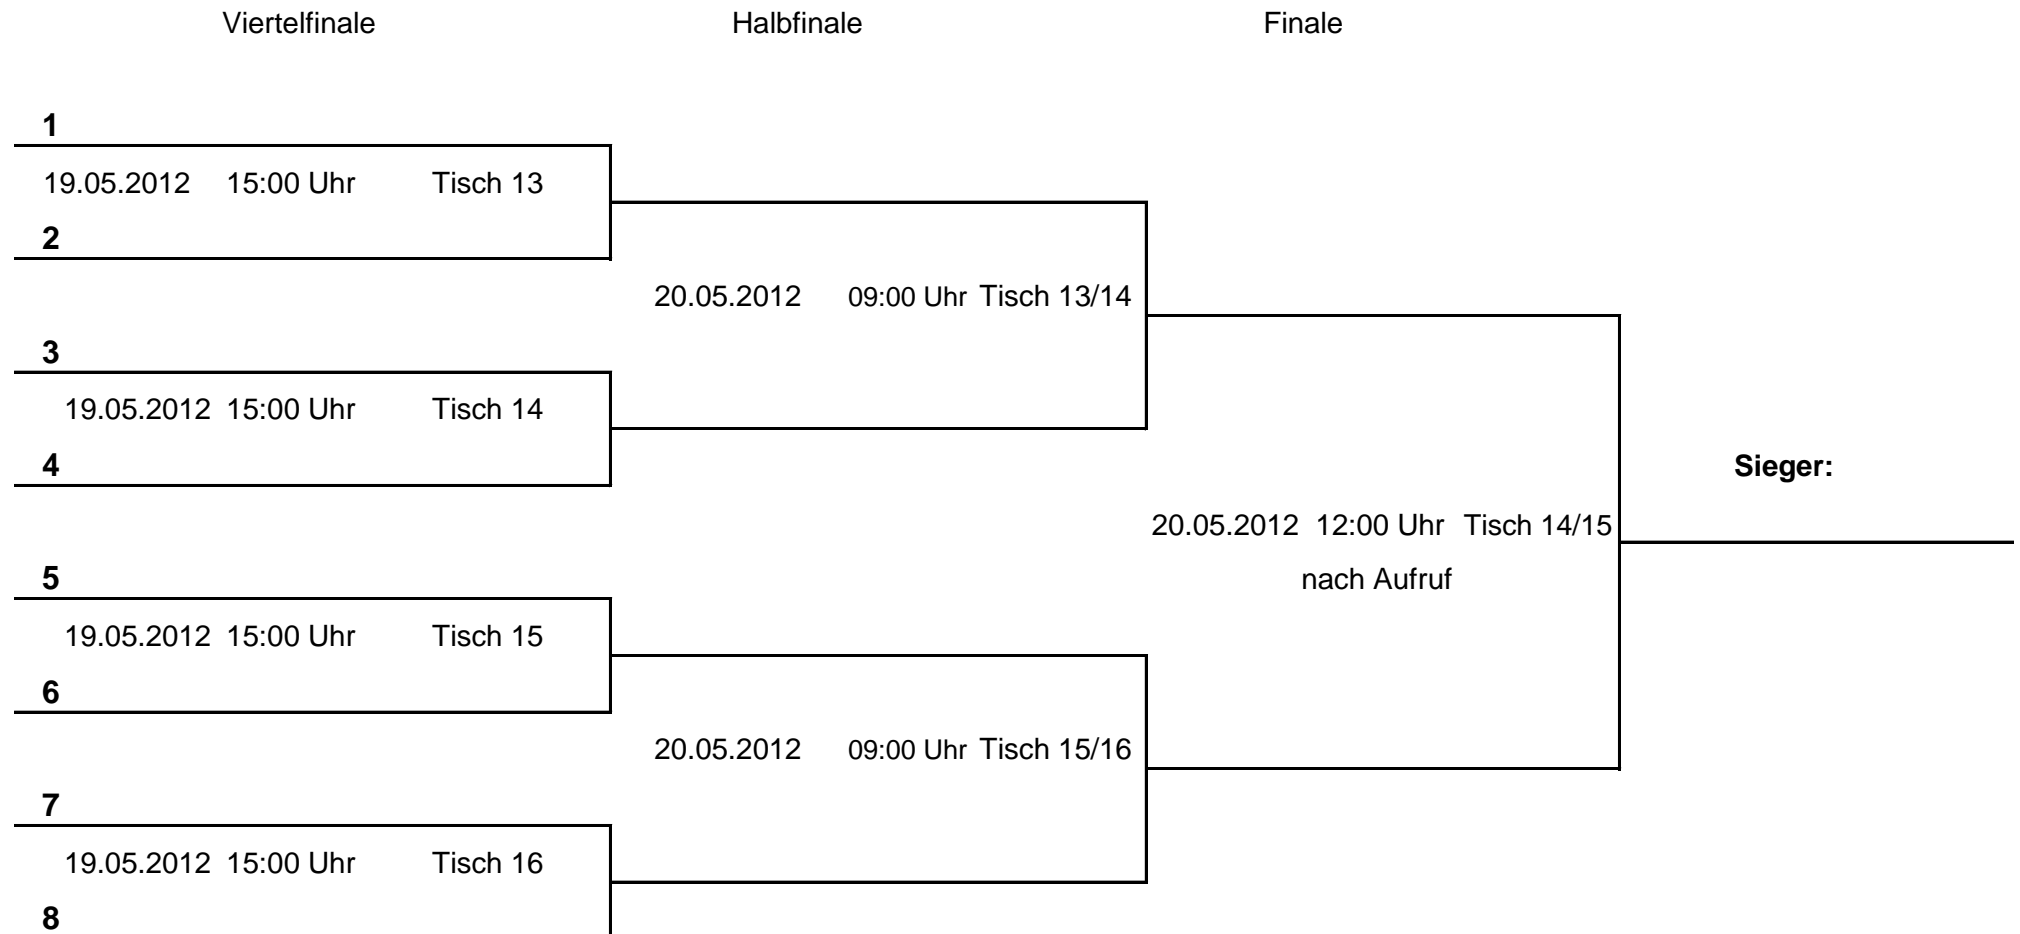 Viertelfinale Halbfinale Finale
1
19.05.2012 15:00 Uhr Tisch 13
2
20.05.2012 09:00 Uhr Tisch 13/14
3
19.05.2012 15:00 Uhr Tisch 14
4 Sieger:
20.05.2012 12:00 Uhr Tisch 14/15
5 nach Aufruf
19.05.2012 15:00 Uhr Tisch 15
6
20.05.2012 09:00 Uhr Tisch 15/16
7
19.05.2012 15:00 Uhr Tisch 16
8